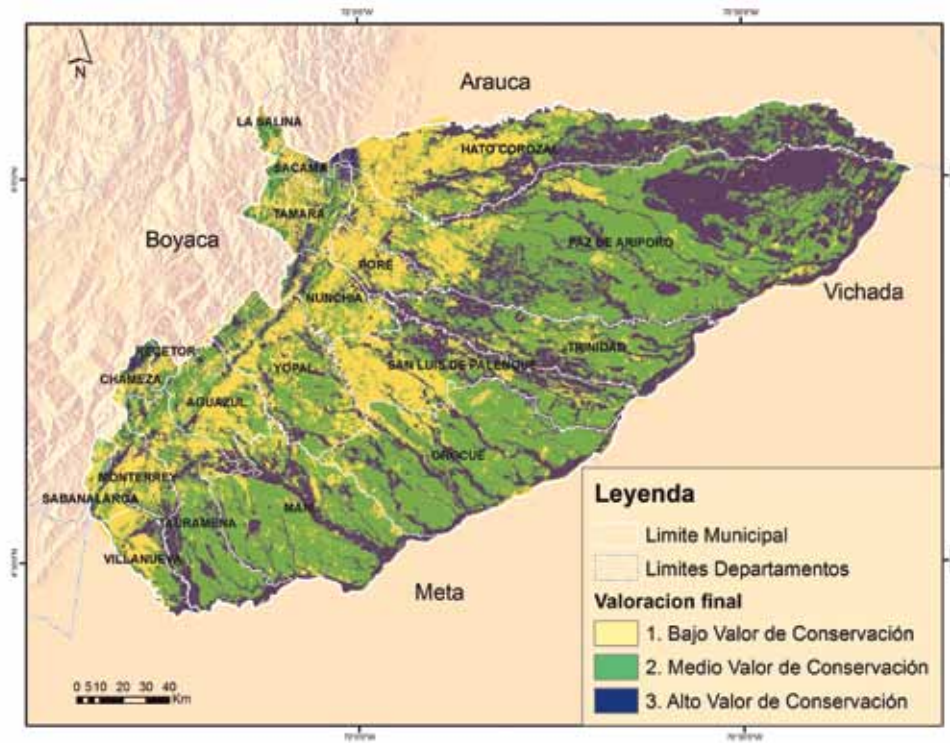 N
Arauca
LA SALINA
HATO COROZAL
SACAMA
TAMARA
Boyaca
PAZ DE ARIPORO
PORE
Vichada
NUNCHIA
TRINIDAD
RECETOR
SAN LUIS DE PALENQUE
YOPAL
CHAMEZA
AGUAZUL
OROCUE
MONTERREY
SABANALARGA
MANI
TAURAMENA
VILLANUEVA
Meta
Leyenda
Limite Municipal
Limites Departamentos
Valoracion final
1. Bajo Valor de Conservación
2. Medio Valor de Conservación
3. Alto Valor de Conservación
0 5 10 20 30 40
Km